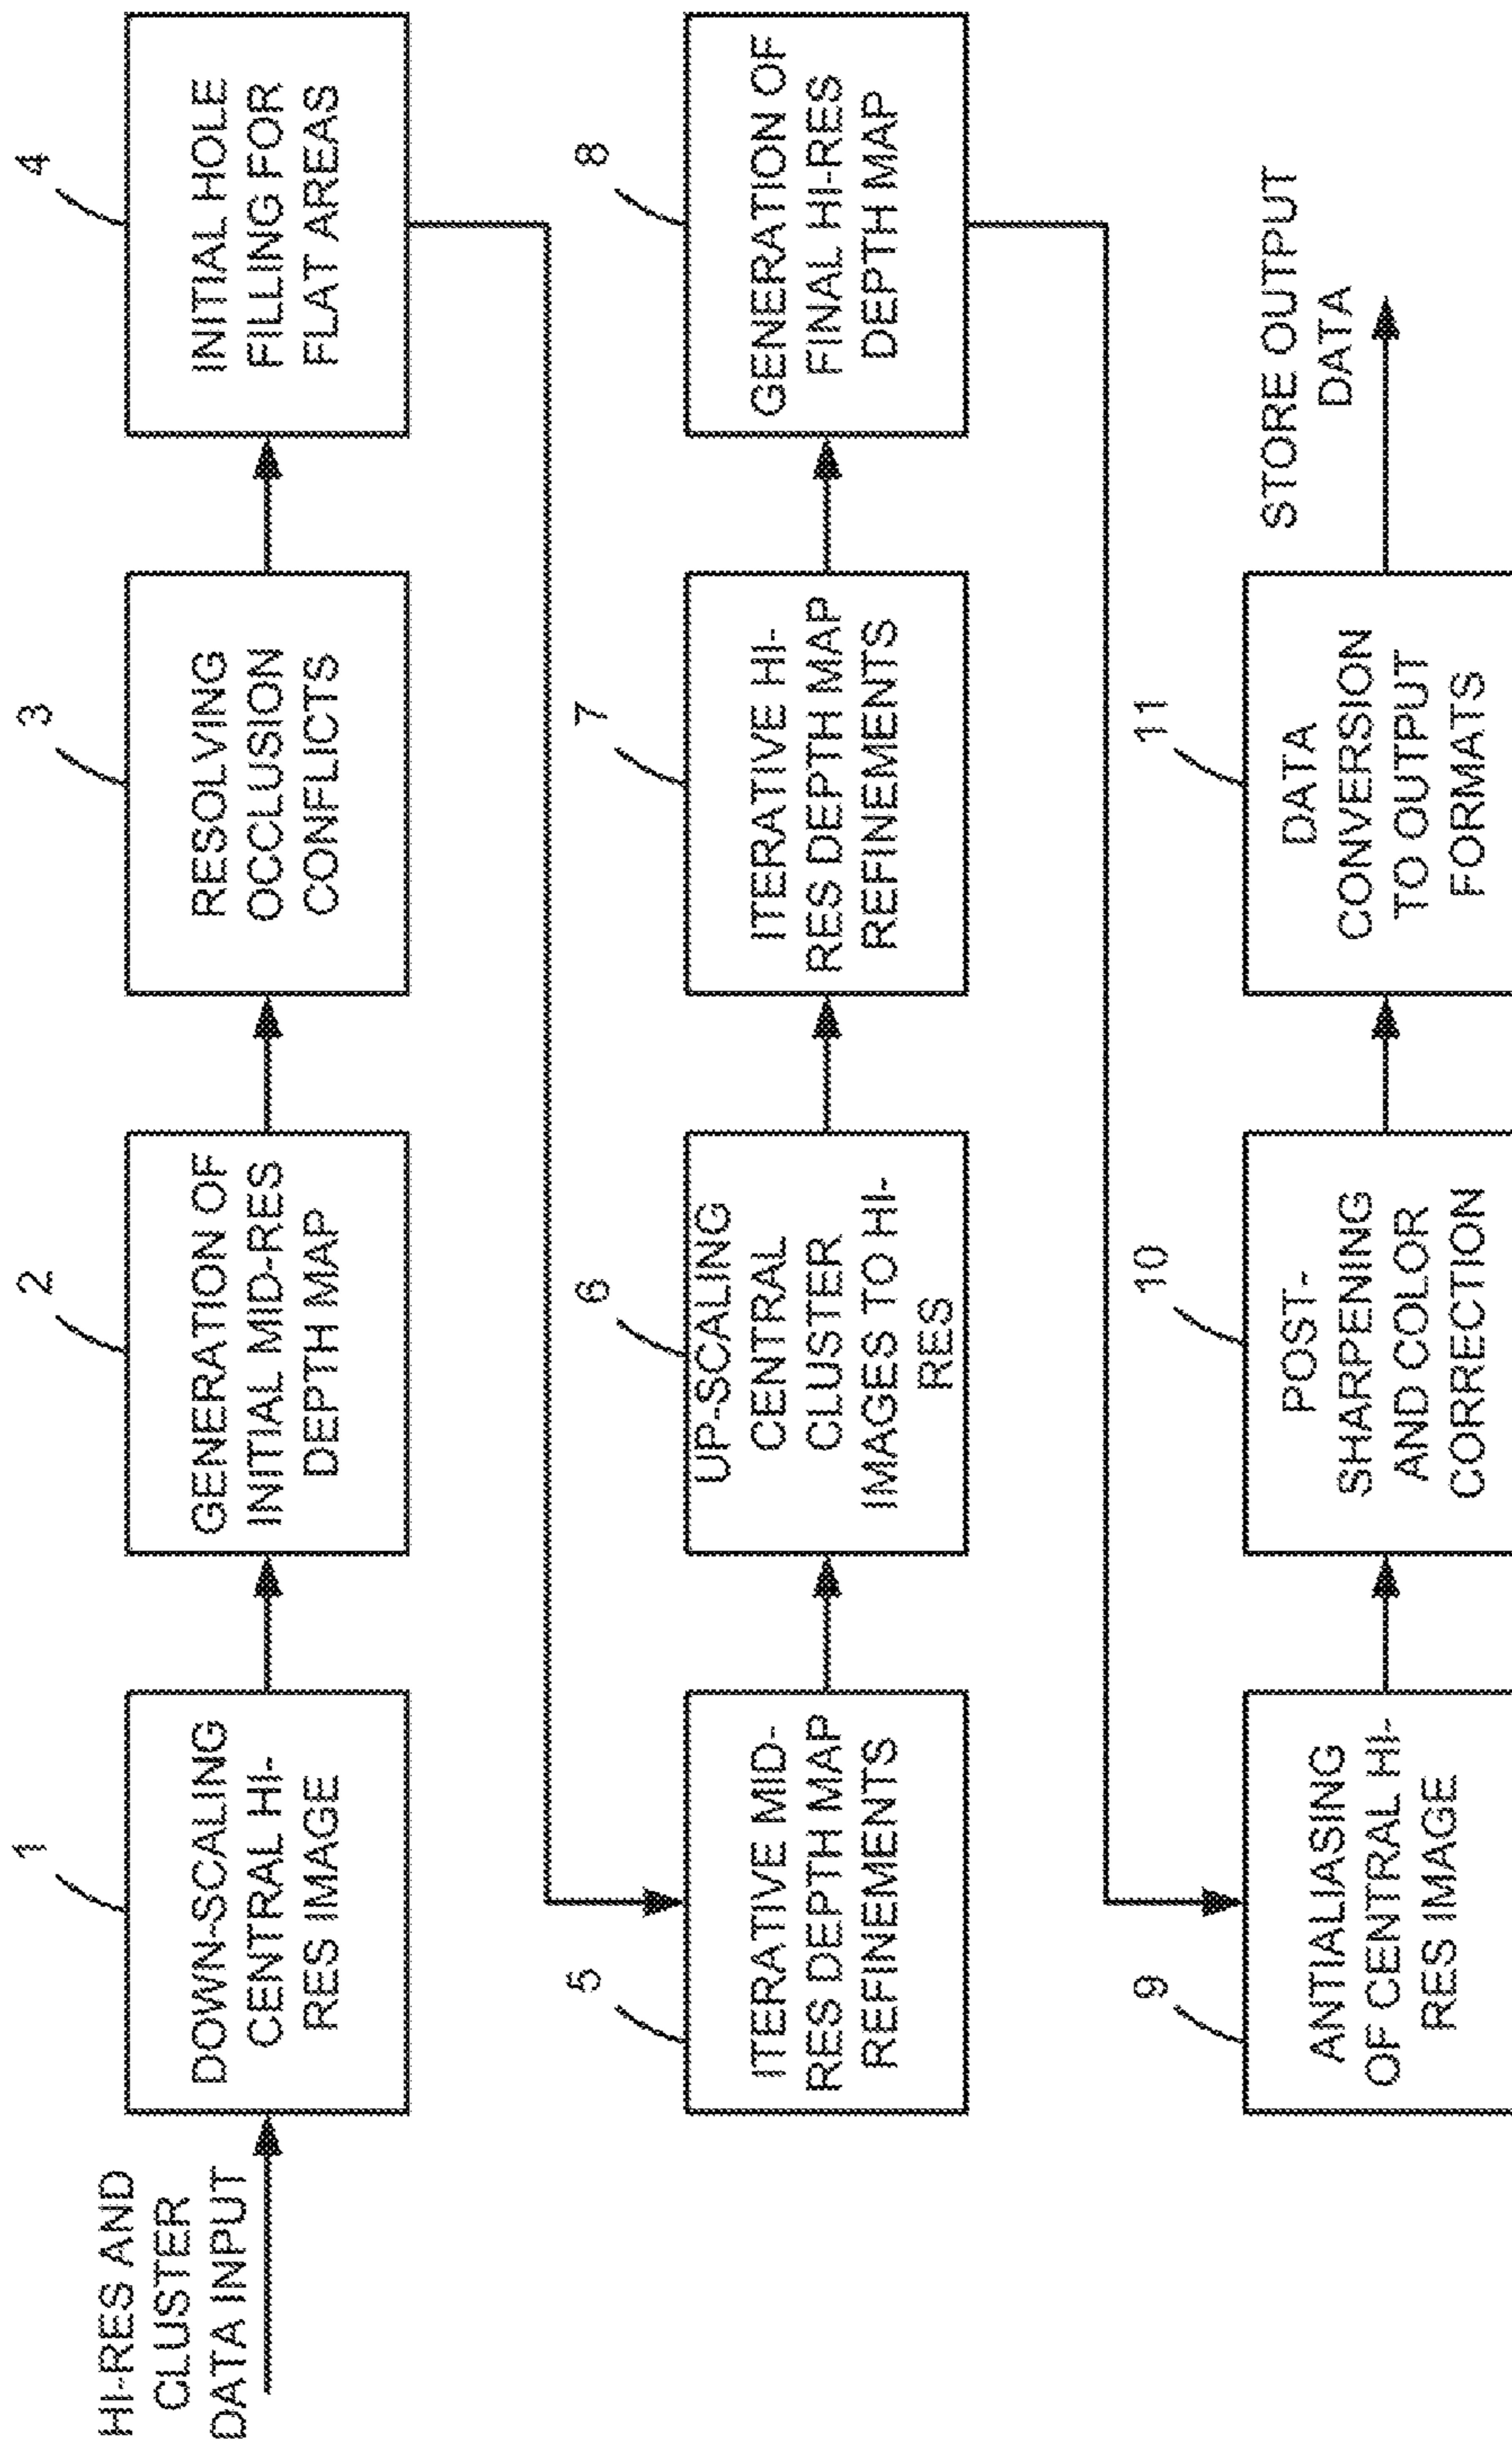 HI-RES AND
CLUSTER
DATA INPUT
1
DOWN-SCALING
CENTRAL HI-
RES IMAGE
2
GENERATION OF
INITIAL MID-RES
DEPTH MAP
3
RESOLVING
OCCLUSION
CONFLICTS
4
INITIAL HOLE
FILLING FOR
FLAT AREAS
5
ITERATIVE MID-
RES DEPTH MAP
REFINEMENTS
6
UP-SCALING
CENTRAL
CLUSTER
IMAGES TO HI-
RES
7
ITERATIVE HI-
RES DEPTH MAP
REFINEMENTS
8
GENERATION OF
FINAL HI-RES
DEPTH MAP
9
ANTIALIASING
OF CENTRAL HI-
RES IMAGE
10
POST-
SHARPENING
AND COLOR
CORRECTION
11
DATA
CONVERSION
TO OUTPUT
FORMATS
STORE OUTPUT
DATA